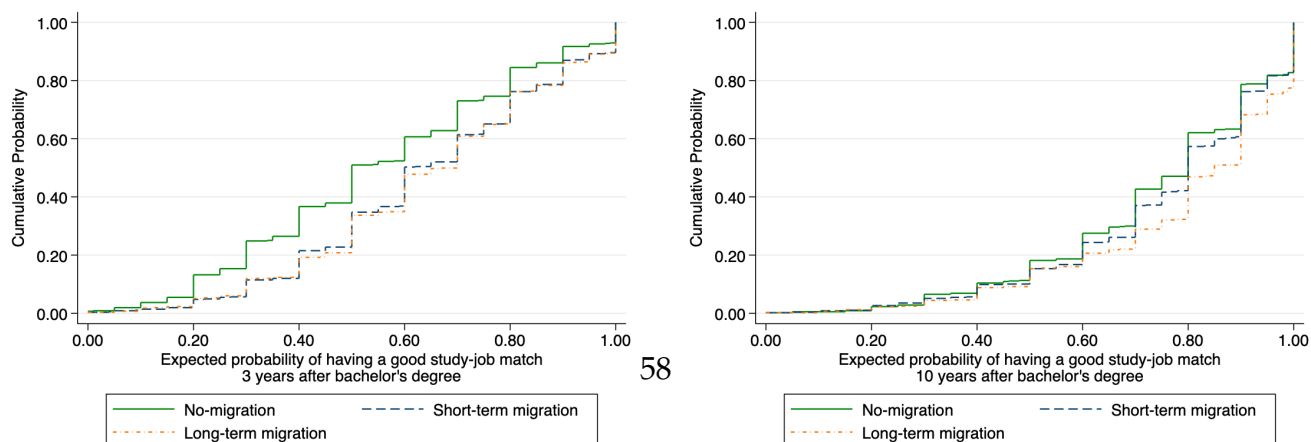 1.00
0.80
0.60
0.40
0.20
0.00
Cumulative Probability
0.00 0.20 0.40 0.60 0.80 1.00
Expected probability of having a good study-job match
3 years after bachelor's degree
No-migration Short-term migration
Long-term migration
58
1.00
0.80
0.60
0.40
0.20
0.00
Cumulative Probability
0.00 0.20 0.40 0.60 0.80 1.00
Expected probability of having a good study-job match
10 years after bachelor's degree
No-migration Short-term migration
Long-term migration